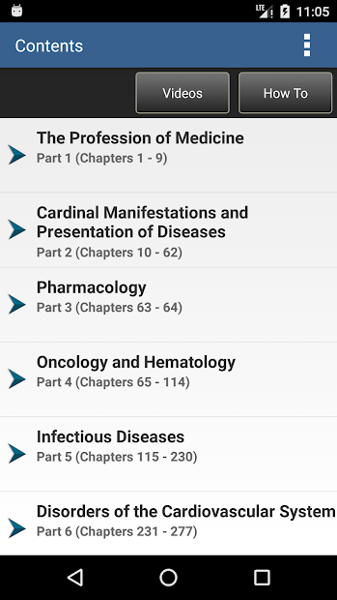 LTE 11:05
Contents
Videos
How To
The Profession of Medicine
Part 1 (Chapters 1 - 9)
Cardinal Manifestations and
Presentation of Diseases
Part 2 (Chapters 10 - 62)
Pharmacology
Part 3 (Chapters 63 - 64)
Oncology and Hematology
Part 4 (Chapters 65 - 114)
Infectious Diseases
Part 5 (Chapters 115 - 230)
Disorders of the Cardiovascular System
Part 6 (Chapters 231 - 277)